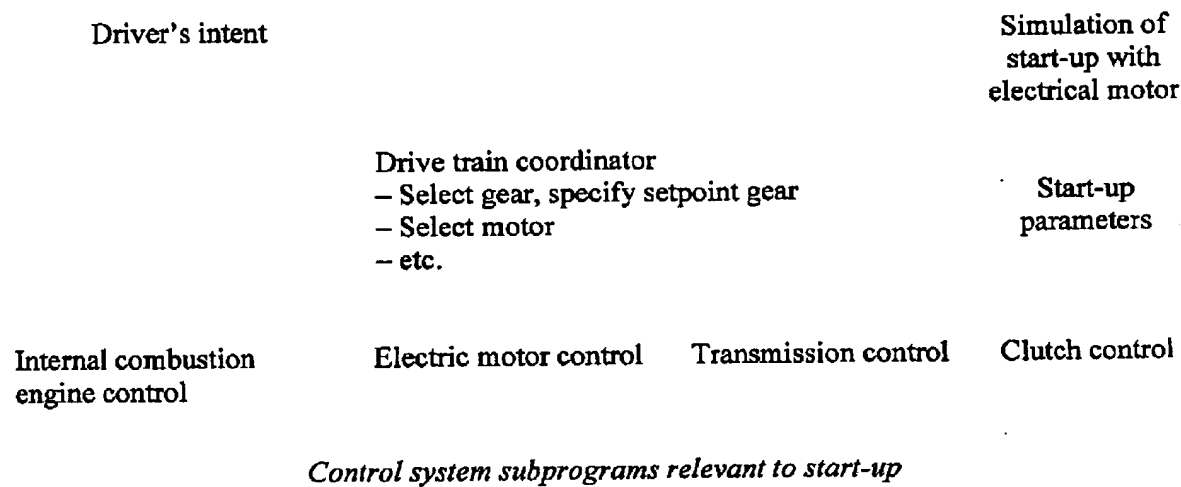 Driver's intent
Simulation of
start-up with
electrical motor
Drive train coordinator
– Select gear, specify setpoint gear
– Select motor
– etc.
Start-up
parameters
Internal combustion
engine control
Electric motor control
Transmission control
Clutch control
Control system subprograms relevant to start-up